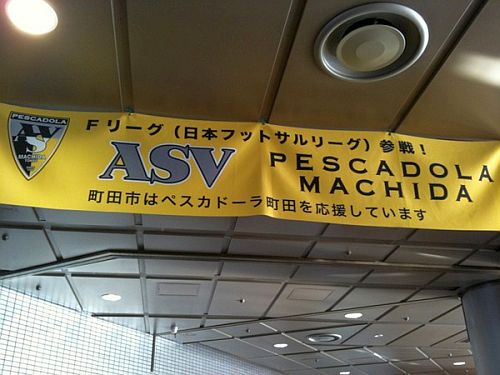 PESCADOLA
ASV
MACHIDA
Fリーグ(日本フットサルリーグ)参戦!
ASV PESCADOLA
MACHIDA
町田市はペスカドーラ町田を応援しています